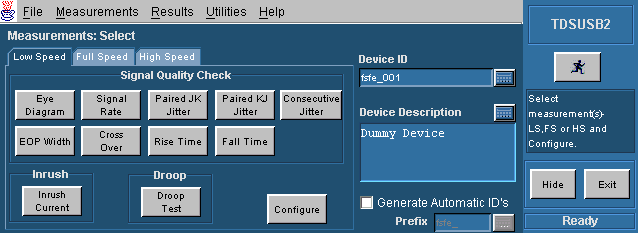 File Measurements Results Utilities Help
Measurements: Select
Low Speed Full Speed High Speed
Signal Quality Check
Eye Diagram
Signal Rate
Paired JK Jitter
Paired KJ Jitter
Consecutive Jitter
EOP Width
Cross Over
Rise Time
Fall Time
Inrush
Inrush Current
Droop
Droop Test
Configure
Device ID
tsfe_001
Device Description
Dummy Device
Generate Automatic ID's
Prefix tsfe_ ...
TDSUSB2
Select
measurement(s)-
LS,FS or HS and
Configure.
Hide Exit
Ready